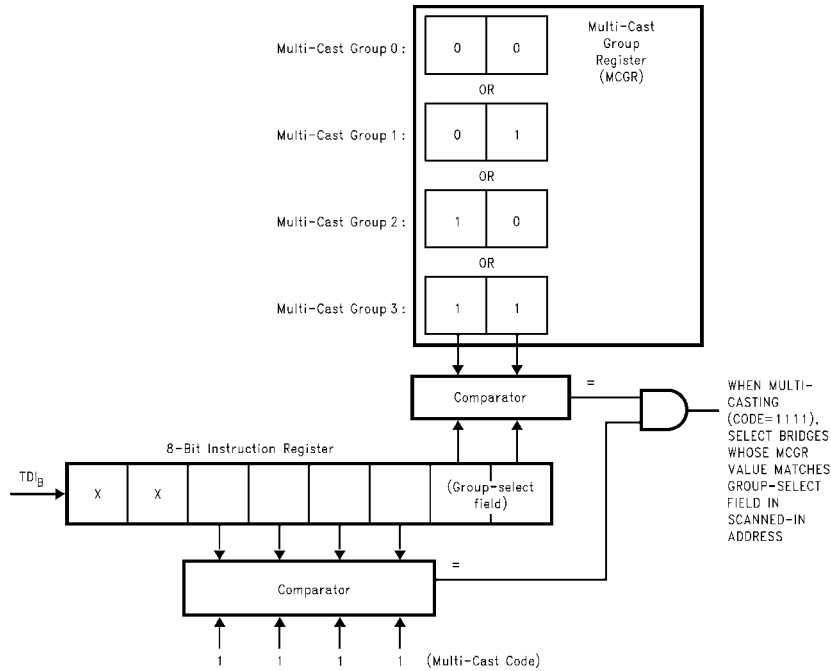 Multi-Cast Group 0 :
0 0
Multi-Cast
Group
Register
(MCGR)
OR
Multi-Cast Group 1 :
0 1
OR
Multi-Cast Group 2 :
1 0
OR
Multi-Cast Group 3 :
1 1
Comparator
=
WHEN MULTI-
CASTING
(CODE=1111),
SELECT BRIDGES
WHOSE MCGR
VALUE MATCHES
GROUP-SELECT
FIELD IN
SCANNED-IN
ADDRESS
8-Bit Instruction Register
TDIB
X X
(Group-select
field)
Comparator
=
1 1 1 1 (Multi-Cast Code)